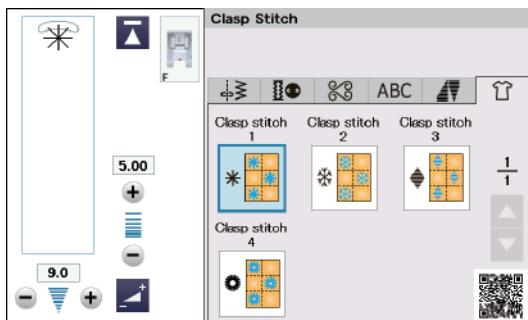 Clasp Stitch
F
ABC
Clasp stitch
1
Clasp stitch
2
Clasp stitch
3
5.00
1
1
Clasp stitch
4
9.0